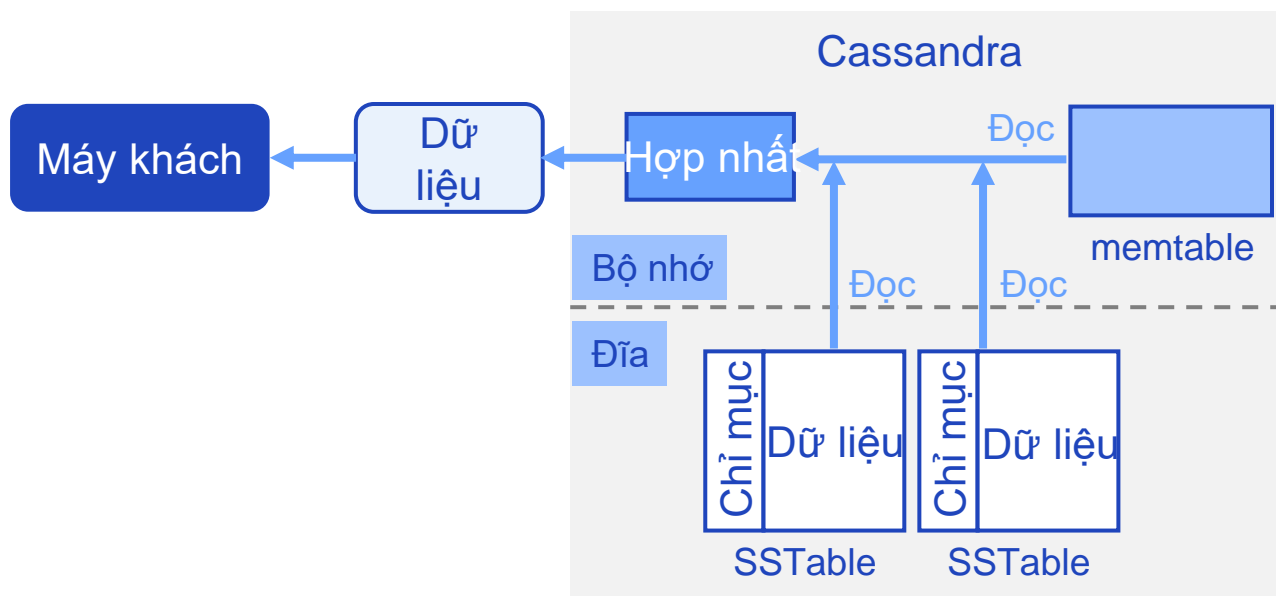 Cassandra
Máy khách
Dữ
liệu
Hợp nhất
Đọc
memtable
Bộ nhớ
Đọc
Đọc
Đĩa
Chỉ mục
Dữ liệu
Chỉ mục
Dữ liệu
SSTable
SSTable